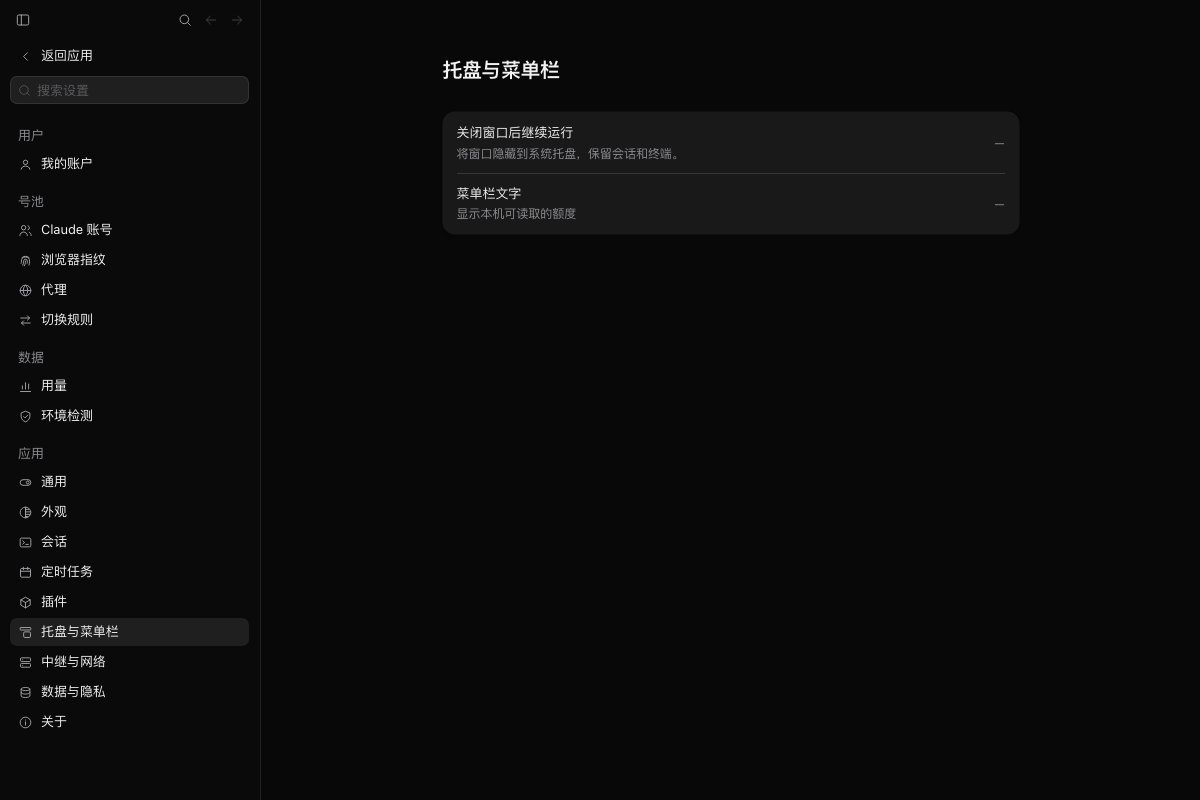 返回应用
搜索设置
用户
我的账户
号池
Claude 账号
浏览器指纹
代理
切换规则
数据
用量
环境检测
应用
通用
外观
会话
定时任务
插件
托盘与菜单栏
中继与网络
数据与隐私
关于
托盘与菜单栏
关闭窗口后继续运行
将窗口隐藏到系统托盘，保留会话和终端。
—
菜单栏文字
显示本机可读取的额度
—